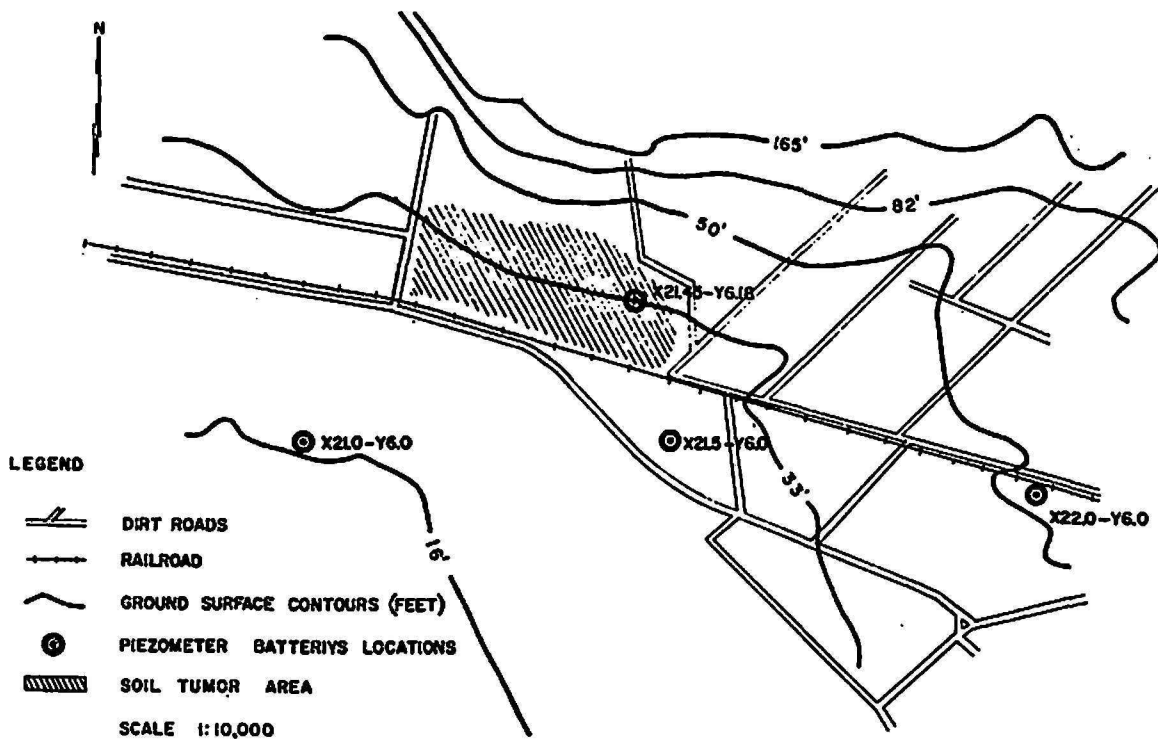 N
165'
82'
50'
X21.45-Y6.18
X21.0-Y6.0
X21.5-Y6.0
33'
X22.0-Y6.0
16'
LEGEND
DIRT ROADS
RAILROAD
GROUND SURFACE CONTOURS (FEET)
PIEZOMETER BATTERIYS LOCATIONS
SOIL TUMOR AREA
SCALE 1:10,000